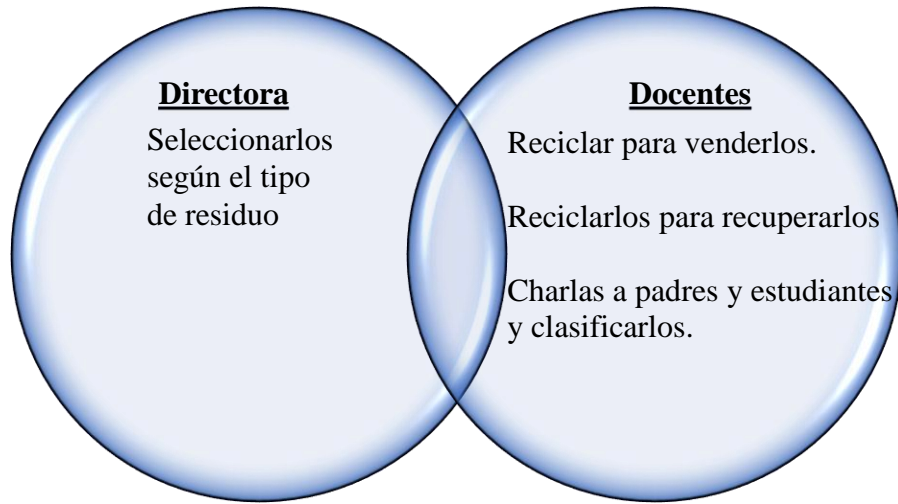 Directora
Seleccionarlos
según el tipo
de residuo
Docentes
Reciclar para venderlos.
Reciclarlos para recuperarlos
Charlas a padres y estudiantes
y clasificarlos.